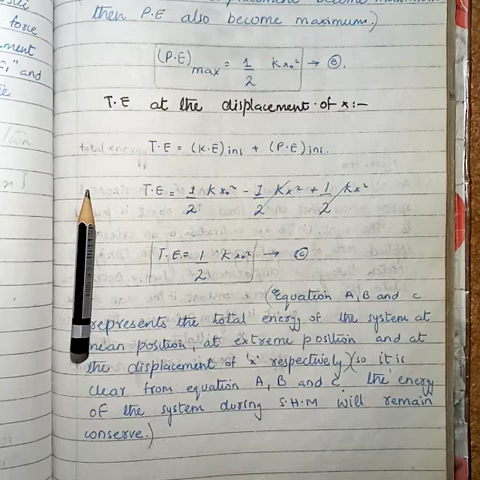 then P.E also become maximum.)
(P.E)max = 1/2 Kx₀² → B.
T.E at the displacement of x:-
total energy T.E = (K.E)ins + (P.E)ins.
T.E = 1/2 Kx₀² - 1/2 Kx² + 1/2 Kx²
T.E = 1/2 Kx₀² → C
(Equation A, B and c
represents the total energy of the system at
mean position, at extreme position and at
the displacement of 'x' respectively) (so it is
clear from equation A, B and C. the energy
of the system during S.H.M will remain
conserve.)
force
and